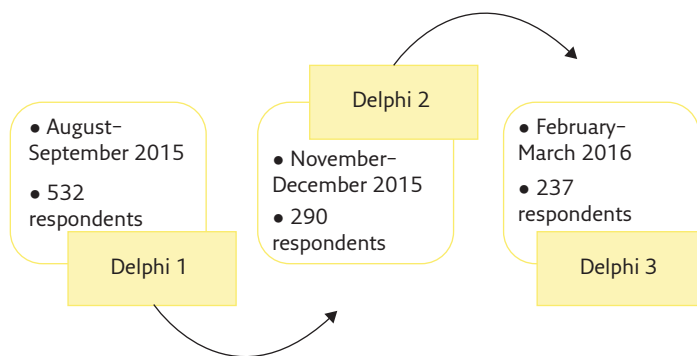 ● August–
September 2015
● 532
respondents
Delphi 1
Delphi 2
● November–
December 2015
● 290
respondents
● February–
March 2016
● 237
respondents
Delphi 3